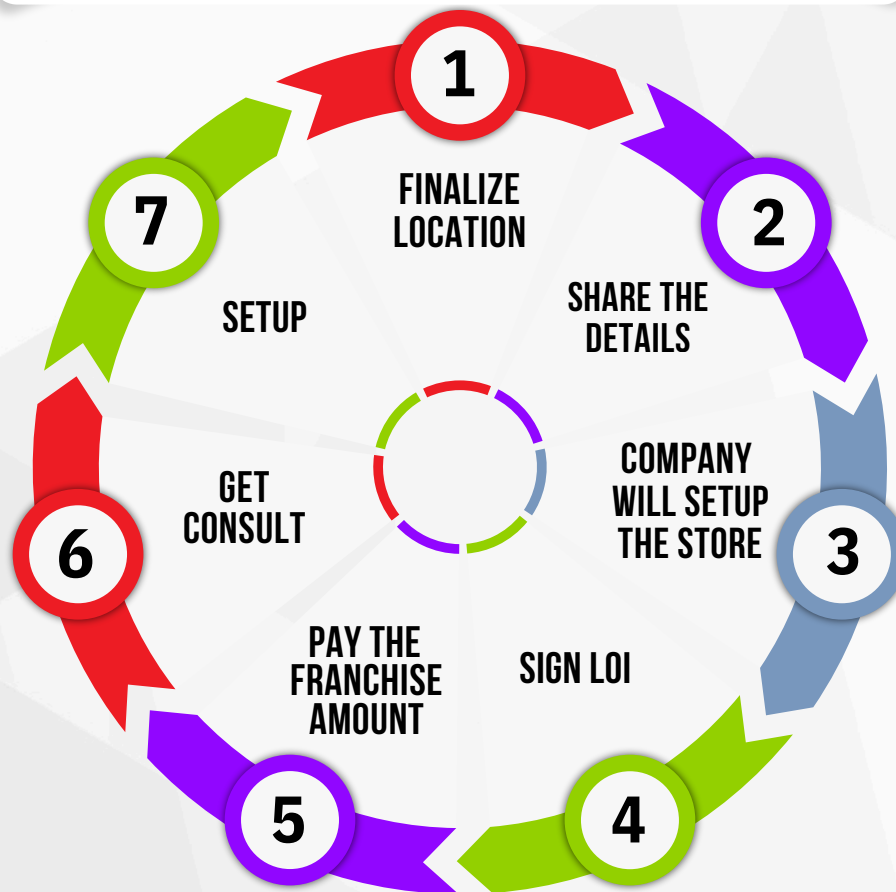 1
FINALIZE
LOCATION
2
SHARE THE
DETAILS
3
COMPANY
WILL SETUP
THE STORE
4
SIGN LOI
5
PAY THE
FRANCHISE
AMOUNT
6
GET
CONSULT
7
SETUP